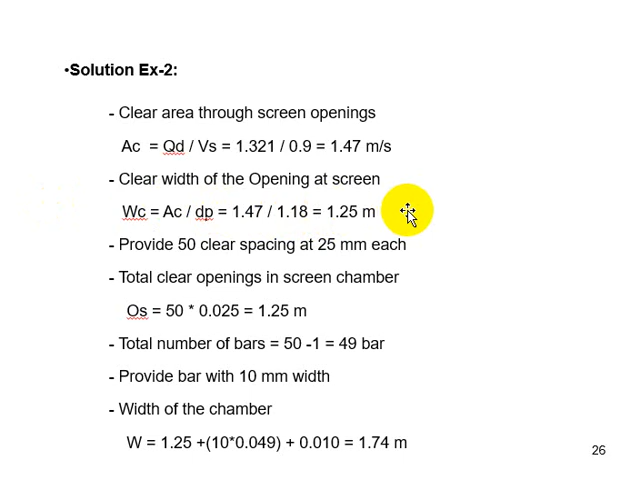 •Solution Ex-2:
- Clear area through screen openings
Ac = Qd / Vs = 1.321 / 0.9 = 1.47 m/s
- Clear width of the Opening at screen
Wc = Ac / dp = 1.47 / 1.18 = 1.25 m
- Provide 50 clear spacing at 25 mm each
- Total clear openings in screen chamber
Os = 50 * 0.025 = 1.25 m
- Total number of bars = 50 -1 = 49 bar
- Provide bar with 10 mm width
- Width of the chamber
W = 1.25 +(10*0.049) + 0.010 = 1.74 m
26